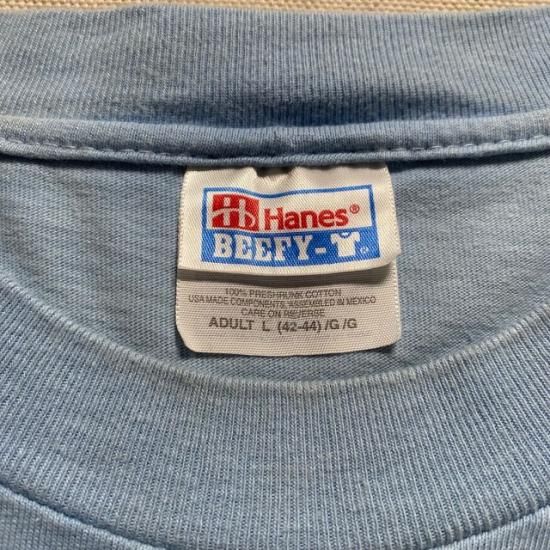 Hanes®
BEEFY-T
100% PRESHRUNK COTTON
USA MADE COMPONENTS, ASSEMBLED IN MEXICO
CARE ON REVERSE
ADULT L (42-44) /G /G